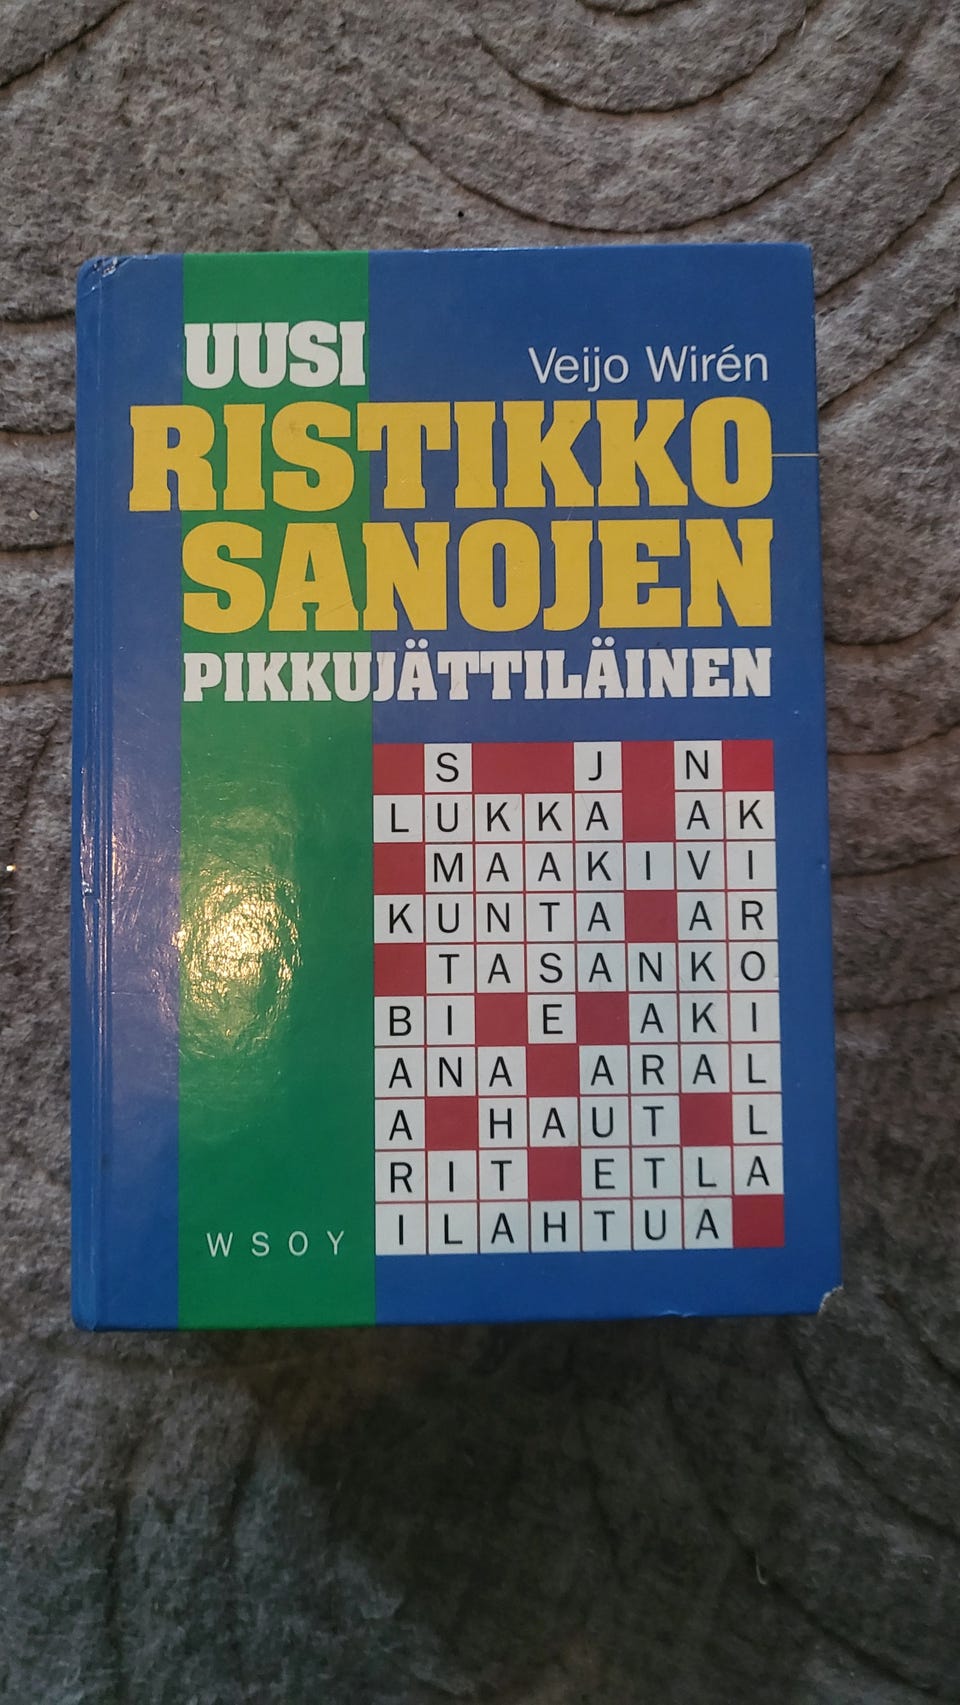 UUSI
Veijo Wirén
RISTIKKO
SANOJEN
PIKKUJÄTTILÄINEN
S J N
LUKKA AK
MAAKIVI
KUNTA AR
TASANKO
BI E AKI
ANA ARAL
A HAUT L
RIT ETLA
ILAHTUA
WSOY